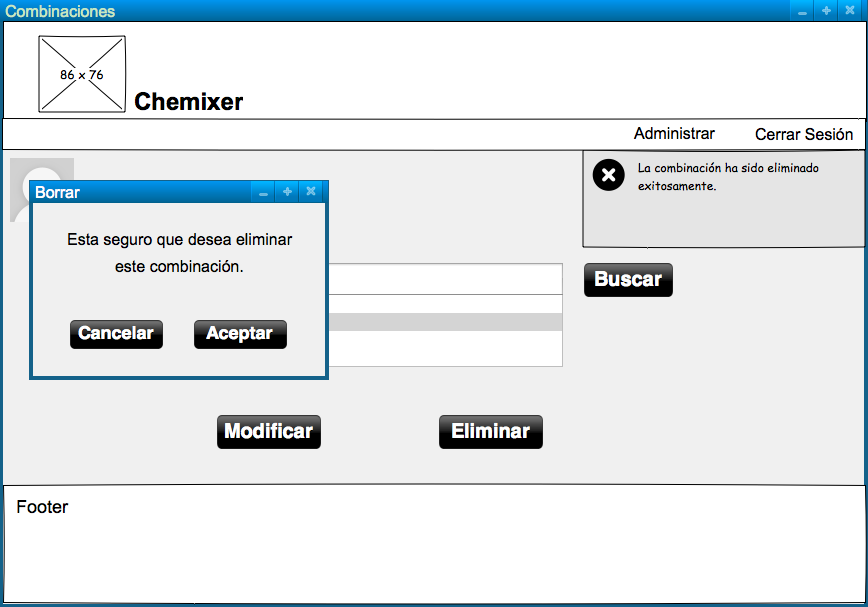 Combinaciones
86 x 76
Chemixer
Administrar
Cerrar Sesión
La combinación ha sido eliminado
exitosamente.
Borrar
Esta seguro que desea eliminar
este combinación.
Cancelar
Aceptar
Buscar
Modificar
Eliminar
Footer